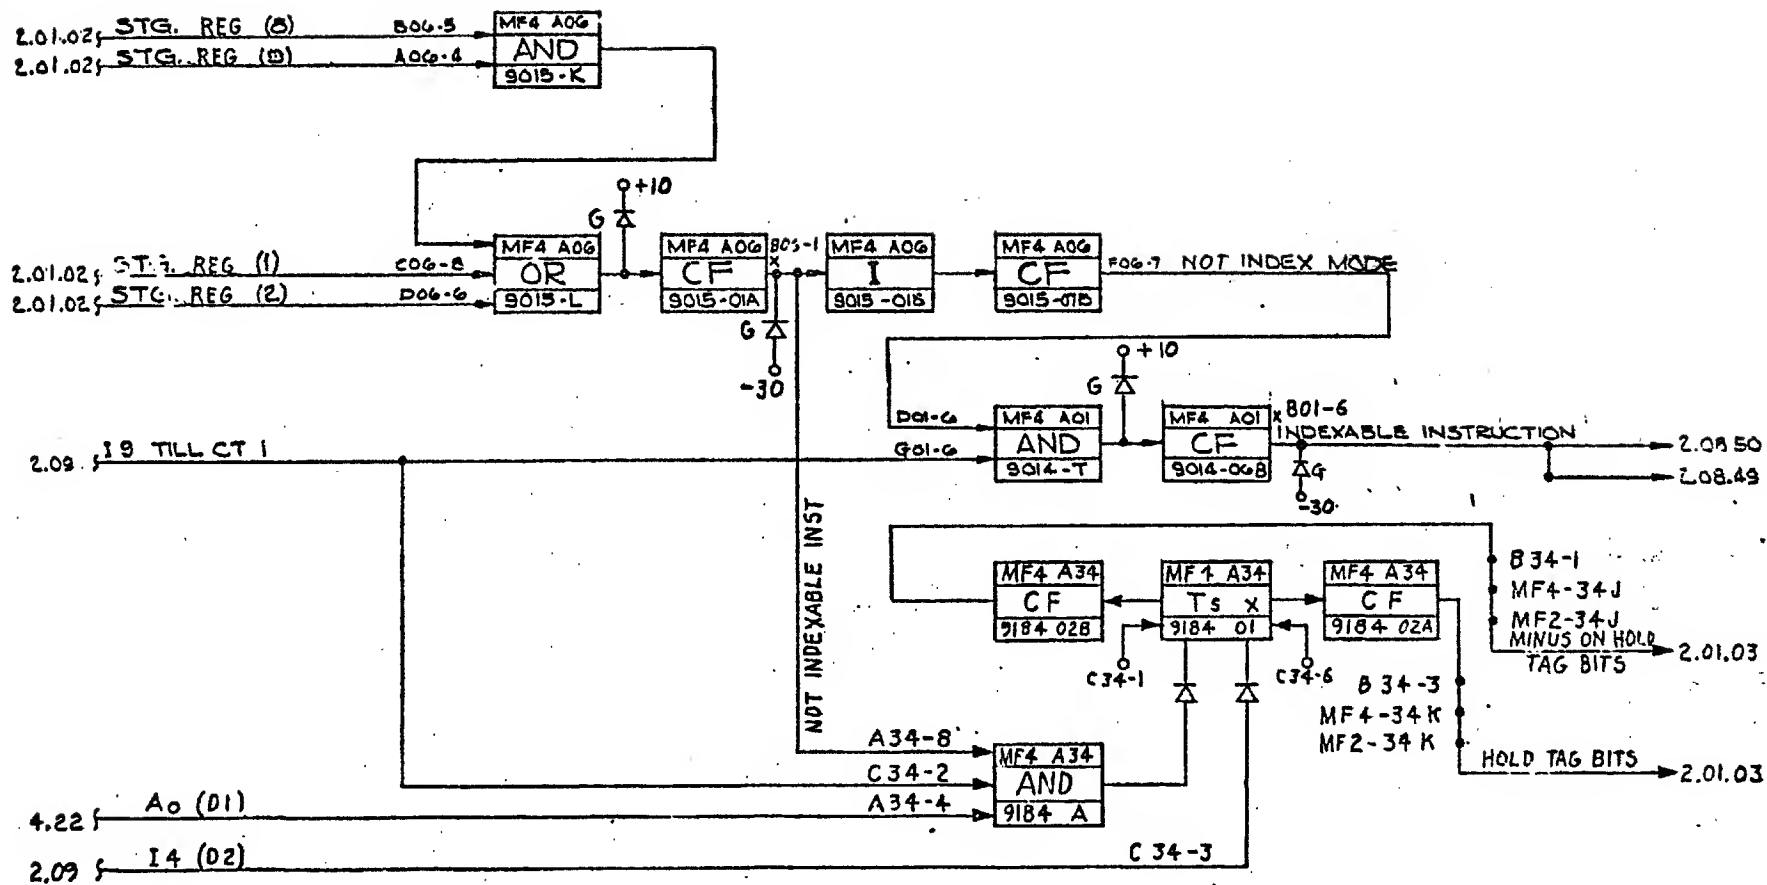 2.01.02 STG. REG (8) B06-5
2.01.02 STG. REG A06-4
MF4 A06
AND
9015-K
2.01.02 STG. REG (1) C06-8
2.01.02 STG. REG (2) D06-6
MF4 A06
OR
9015-L
G +10
MF4 A06
CF
9015-01A
B05-1
X
G
-30
MF4 A06
I
9015-01B
MF4 A06
CF
9015-07B
F06-7 NOT INDEX MODE
D01-6
G01-6
MF4 A01
AND
9014-T
G +10
MF4 A01
CF
9014-06B
X B01-6
INDEXABLE INSTRUCTION
G
-30
2.08.50
2.08.49
2.09 I9 TILL CT 1
NOT INDEXABLE INST
MF4 A34
CF
9184 02B
MF4 A34
Ts X
9184 01
MF4 A34
CF
9184 02A
C34-1
C34-6
B34-1
MF4-34J
MF2-34J
MINUS ON HOLD
TAG BITS
2.01.03
B34-3
MF4-34K
MF2-34K
HOLD TAG BITS
2.01.03
A34-8
C34-2
A34-4
MF4 A34
AND
9184 A
4.22 A0 (D1)
2.09 I4 (D2)
C34-3